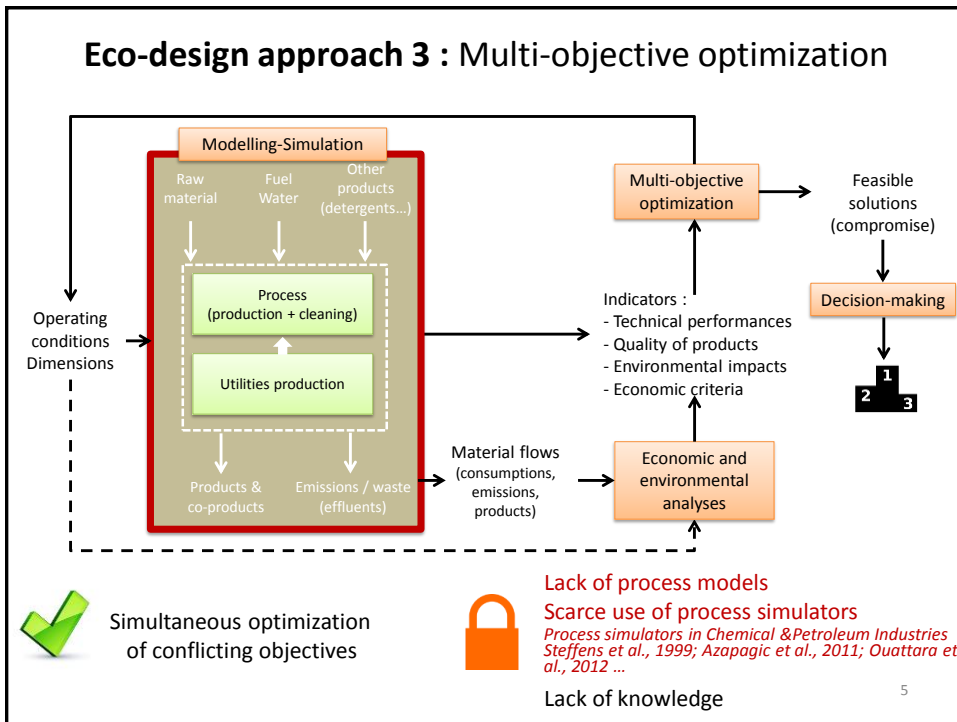 Eco-design approach 3 : Multi-objective optimization
Modelling-Simulation
Raw
material
Fuel
Water
Other
products
(detergents...)
Process
(production + cleaning)
Utilities production
Products &
co-products
Emissions / waste
(effluents)
Operating
conditions
Dimensions
Material flows
(consumptions,
emissions,
products)
Multi-objective
optimization
Indicators :
- Technical performances
- Quality of products
- Environmental impacts
- Economic criteria
Economic and
environmental
analyses
Feasible
solutions
(compromise)
Decision-making
1
2
3
Simultaneous optimization
of conflicting objectives
Lack of process models
Scarce use of process simulators
Process simulators in Chemical &Petroleum Industries
Steffens et al., 1999; Azapagic et al., 2011; Ouattara et
al., 2012 ...
Lack of knowledge
5